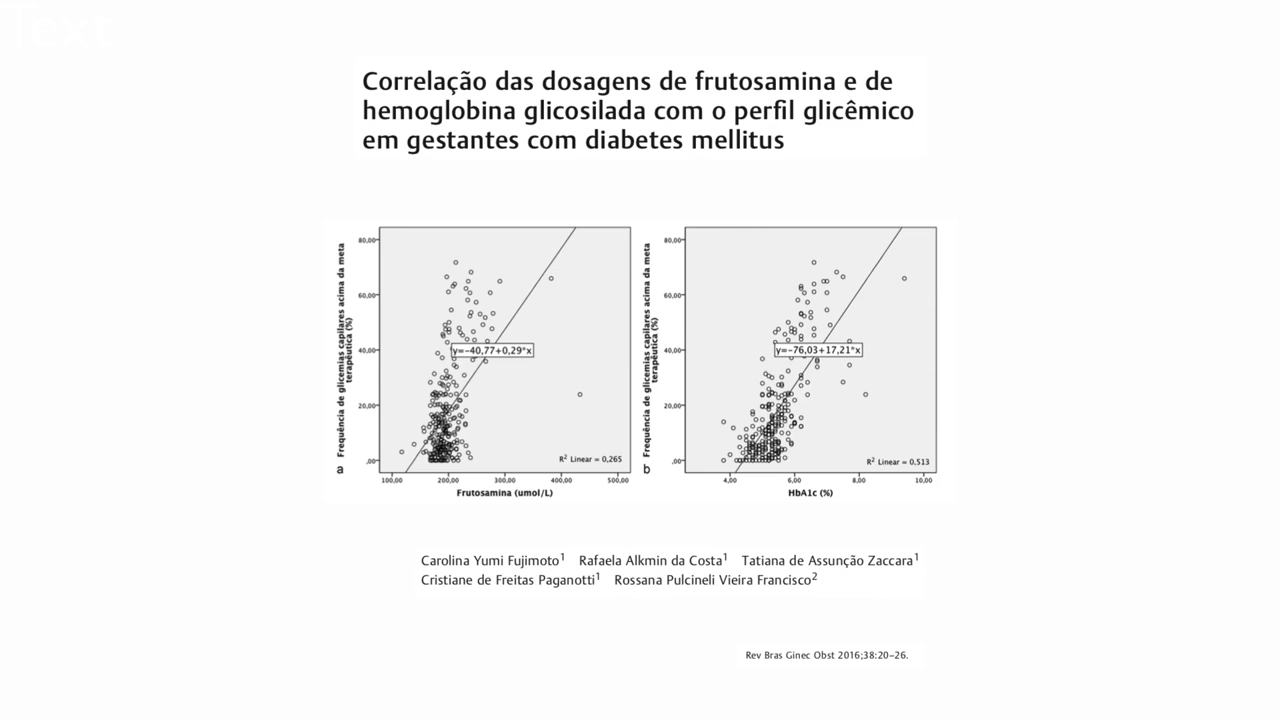 Text
Correlação das dosagens de frutosamina e de
hemoglobina glicosilada com o perfil glicêmico
em gestantes com diabetes mellitus
Frequência de glicemias capilares acima da meta
terapêutica (%)
80,00
60,00
40,00
20,00
,00
y=−40,77+0,29*x
R² Linear = 0,265
a
100,00 200,00 300,00 400,00 500,00
Frutosamina (umol/L)
Frequência de glicemias capilares acima da meta
terapêutica (%)
80,00
60,00
40,00
20,00
,00
y=−76,03+17,21*x
R² Linear = 0,513
b
4,00 6,00 8,00 10,00
HbA1c (%)
Carolina Yumi Fujimoto¹ Rafaela Alkmin da Costa¹ Tatiana de Assunção Zaccara¹
Cristiane de Freitas Paganotti¹ Rossana Pulcineli Vieira Francisco²
Rev Bras Ginec Obst 2016;38:20–26.